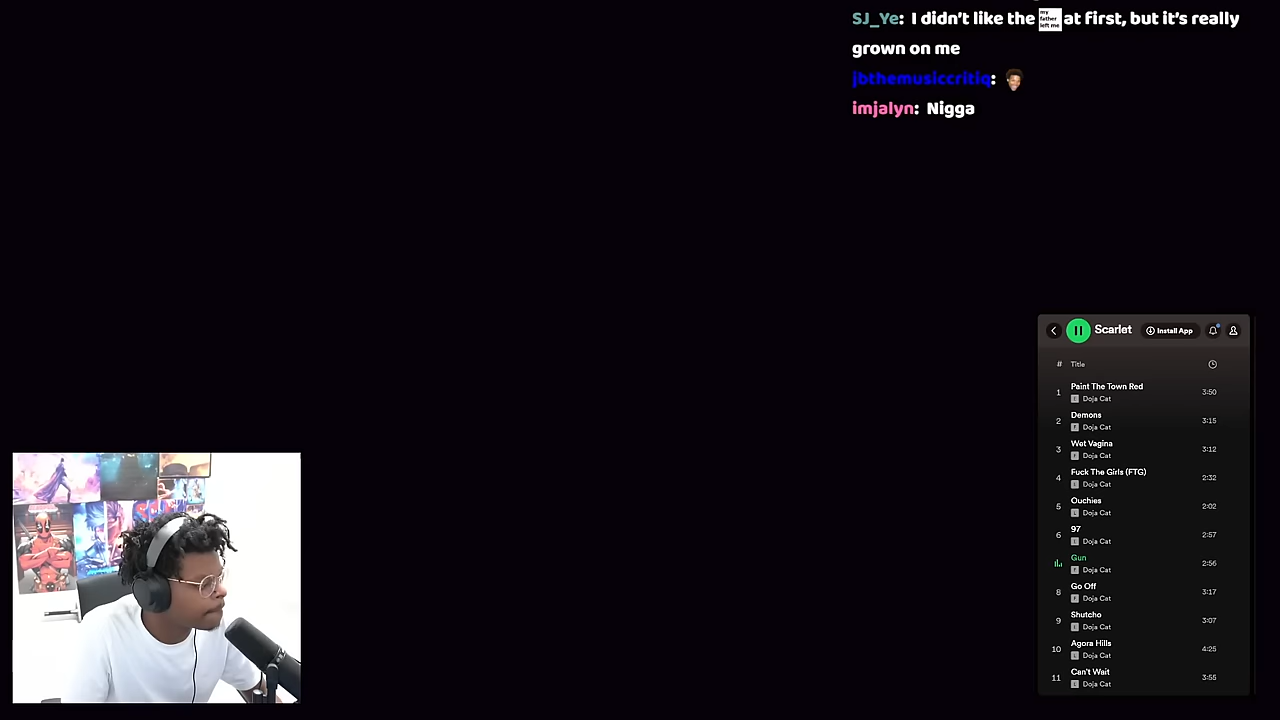 SJ_Ye: I didn't like the my father left me at first, but it's really
grown on me
jbthemusiccritiq:
imjalyn: Nigga
Scarlet Install App
# Title
1 Paint The Town Red 3:50
E Doja Cat
2 Demons 3:15
E Doja Cat
3 Wet Vagina 3:12
E Doja Cat
4 Fuck The Girls (FTG) 2:32
E Doja Cat
5 Ouchies 2:02
E Doja Cat
6 97 2:57
E Doja Cat
Gun 2:56
E Doja Cat
8 Go Off 3:17
E Doja Cat
9 Shutcho 3:07
E Doja Cat
10 Agora Hills 4:25
E Doja Cat
11 Can't Wait 3:55
E Doja Cat